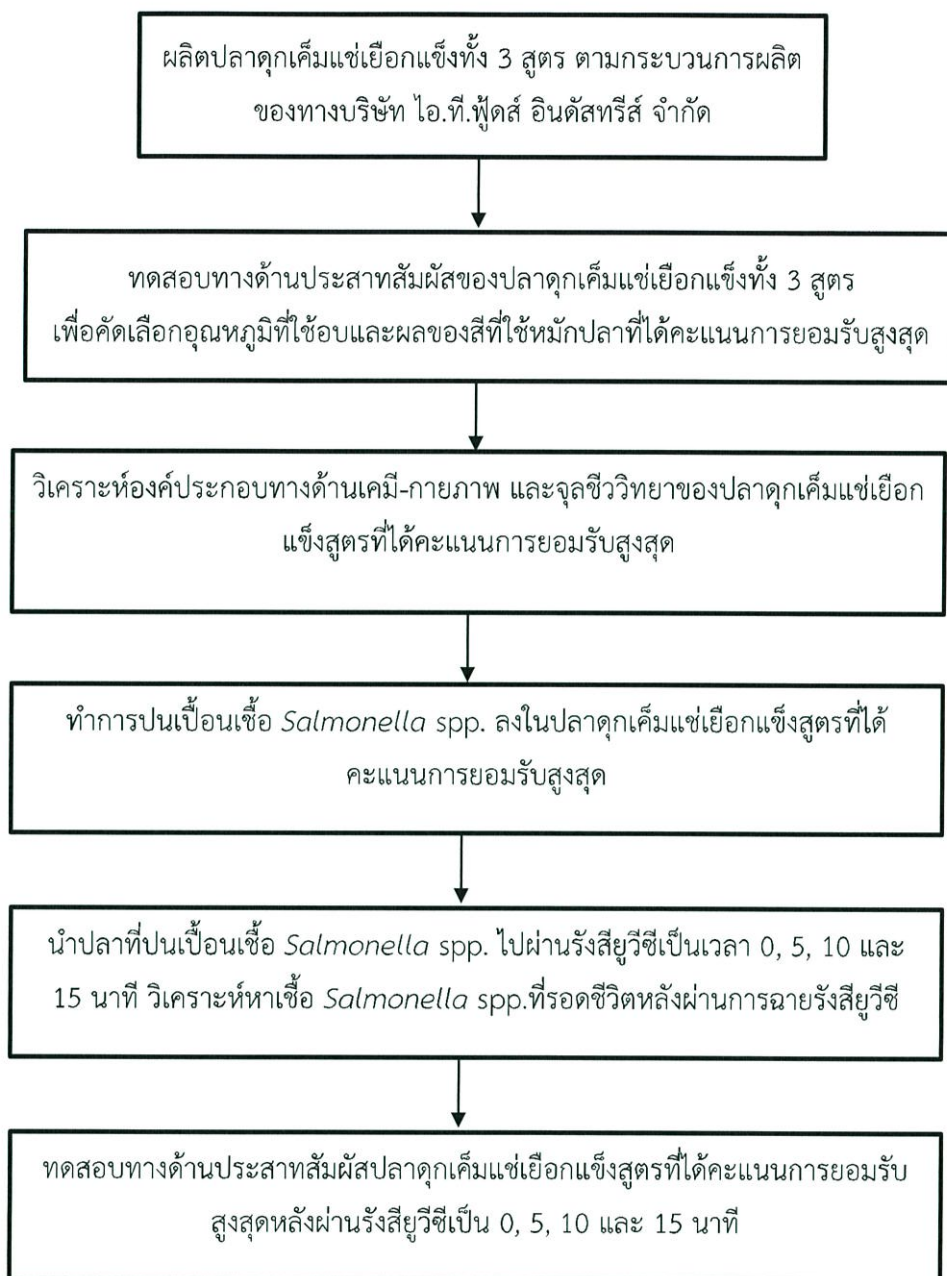 ผลิตปลาดุกเค็มแช่เยือกแข็งทั้ง 3 สูตร ตามกระบวนการผลิต
ของทางบริษัท ไอ.ที.ฟู้ดส์ อินดัสทรีส์ จำกัด
ทดสอบทางด้านประสาทสัมผัสของปลาดุกเค็มแช่เยือกแข็งทั้ง 3 สูตร
เพื่อคัดเลือกอุณหภูมิที่ใช้อบและผลของสีที่ใช้หมักปลาที่ได้คะแนนการยอมรับสูงสุด
วิเคราะห์องค์ประกอบทางด้านเคมี-กายภาพ และจุลชีววิทยาของปลาดุกเค็มแช่เยือก
แข็งสูตรที่ได้คะแนนการยอมรับสูงสุด
ทำการปนเปื้อนเชื้อ Salmonella spp. ลงในปลาดุกเค็มแช่เยือกแข็งสูตรที่ได้
คะแนนการยอมรับสูงสุด
นำปลาที่ปนเปื้อนเชื้อ Salmonella spp. ไปผ่านรังสียูวีซีเป็นเวลา 0, 5, 10 และ
15 นาที วิเคราะห์หาเชื้อ Salmonella spp.ที่รอดชีวิตหลังผ่านการฉายรังสียูวีซี
ทดสอบทางด้านประสาทสัมผัสปลาดุกเค็มแช่เยือกแข็งสูตรที่ได้คะแนนการยอมรับ
สูงสุดหลังผ่านรังสียูวีซีเป็น 0, 5, 10 และ 15 นาที